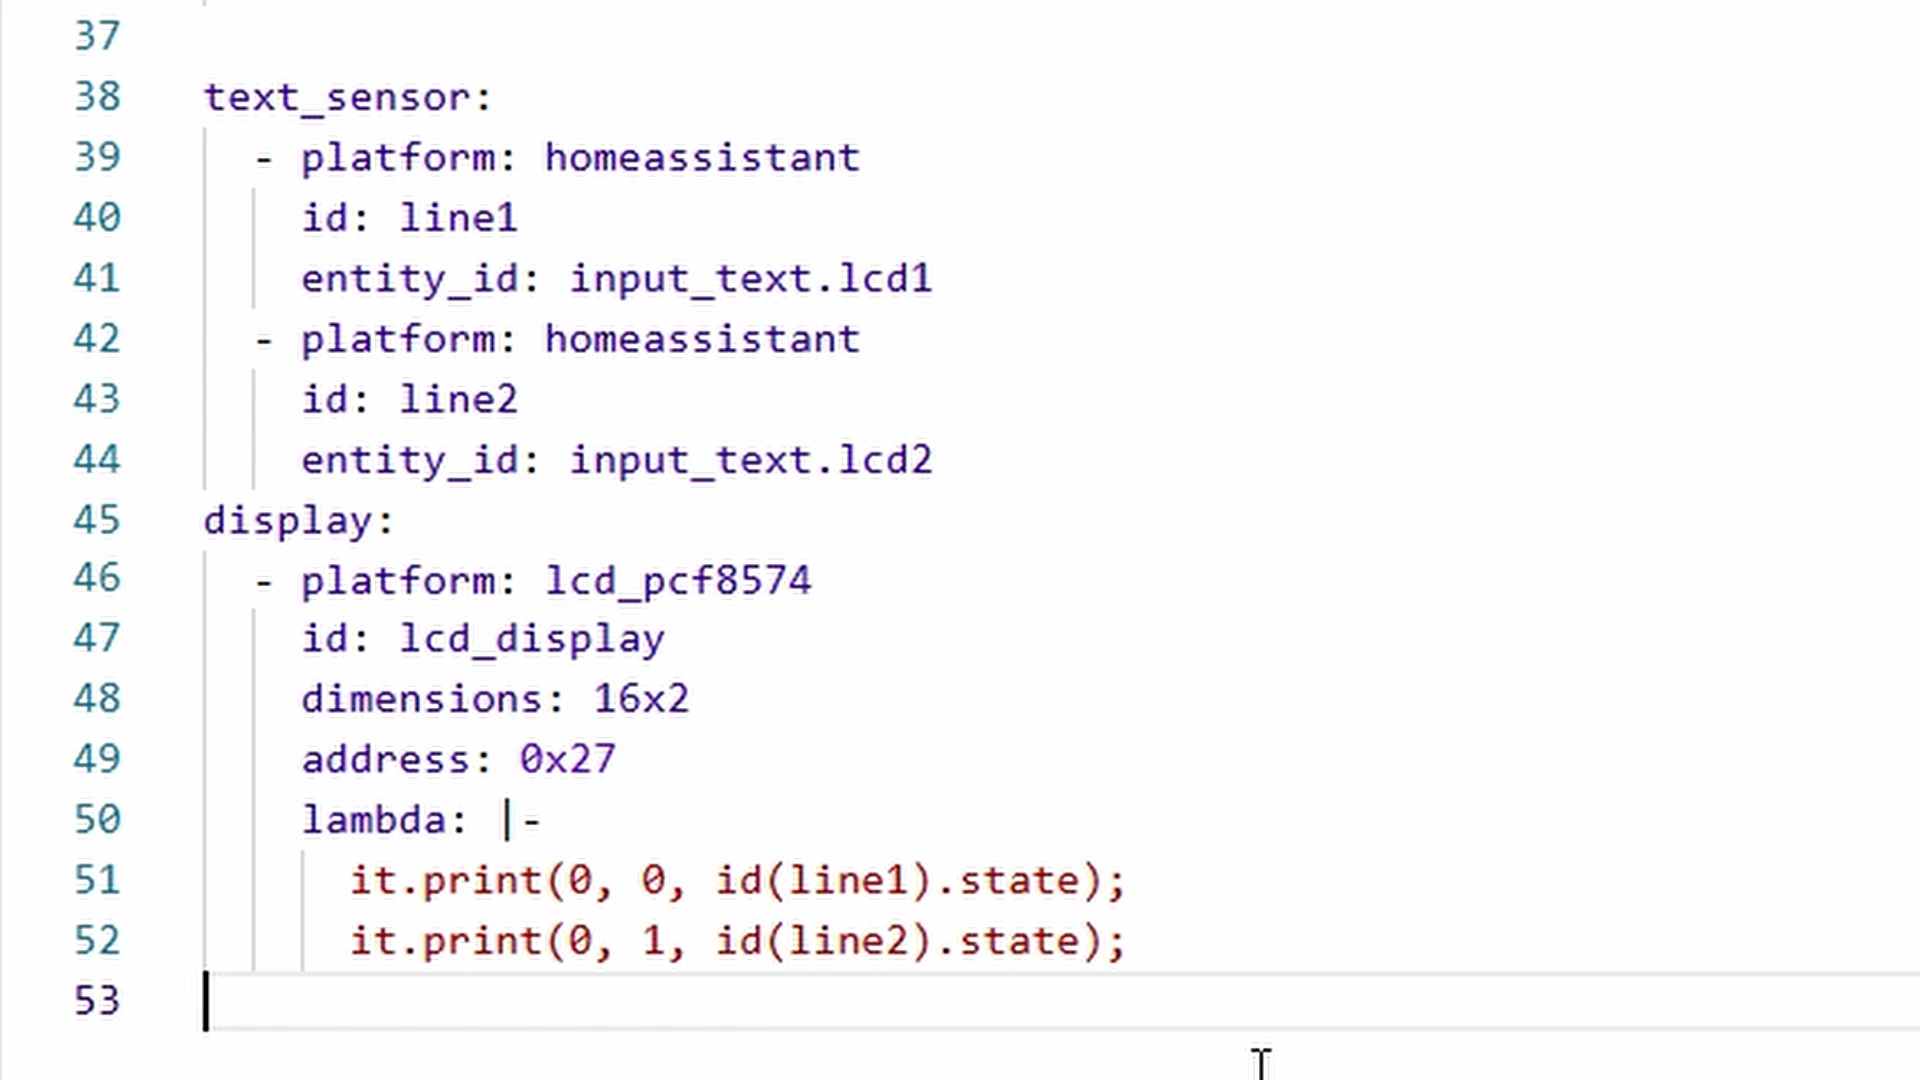 37
38 text_sensor:
39   - platform: homeassistant
40     id: line1
41     entity_id: input_text.lcd1
42   - platform: homeassistant
43     id: line2
44     entity_id: input_text.lcd2
45 display:
46   - platform: lcd_pcf8574
47     id: lcd_display
48     dimensions: 16x2
49     address: 0x27
50     lambda: |-
51       it.print(0, 0, id(line1).state);
52       it.print(0, 1, id(line2).state);
53